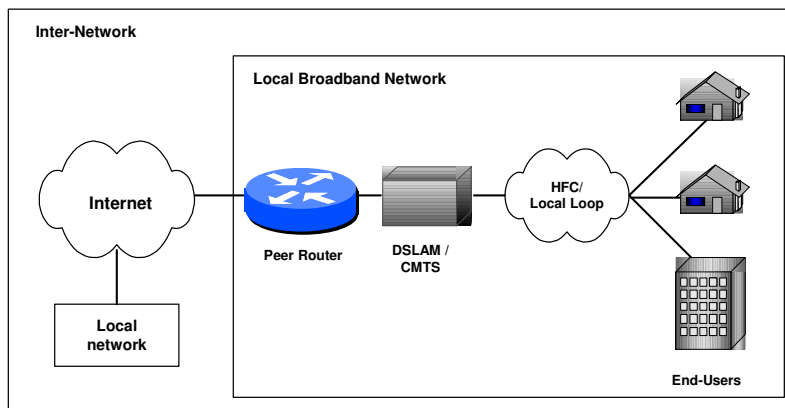 Inter-Network
Local Broadband Network
Internet
Peer Router
DSLAM /
CMTS
HFC/
Local Loop
Local
network
End-Users